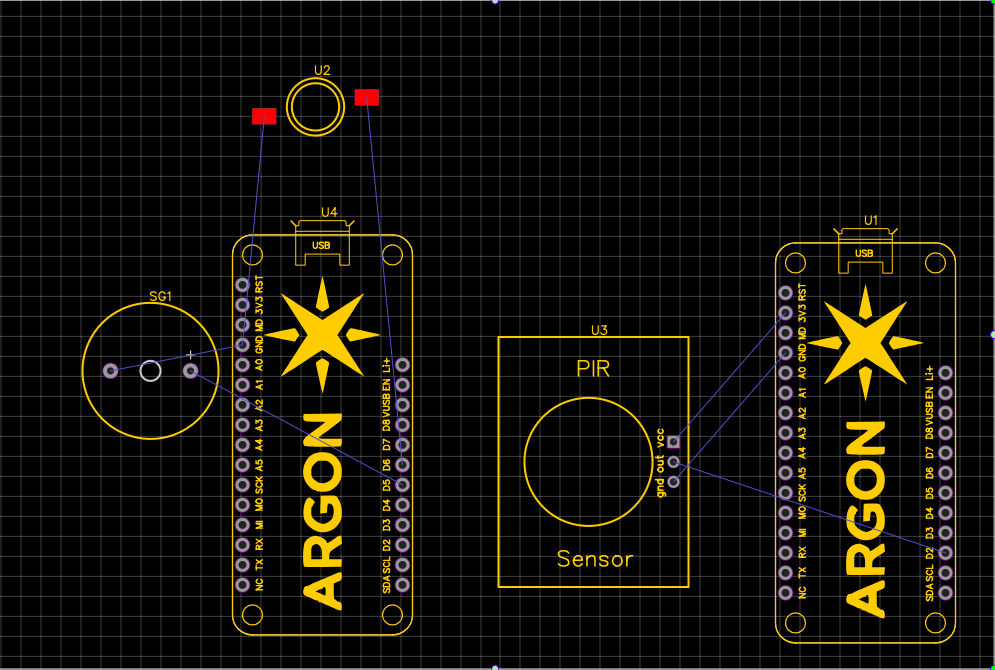 U2
U4
USB
RST
3V3
MD
GND
A0
A1
A2
A3
A4
A5
SCK
MO
MI
RX
TX
NC
Li+
EN
VUSB
D8
D7
D6
D5
D4
D3
D2
SCL
SDA
ARGON
SG1
+
U3
PIR
vcc
out
gnd
Sensor
U1
USB
RST
3V3
MD
GND
A0
A1
A2
A3
A4
A5
SCK
MO
MI
RX
TX
NC
Li+
EN
VUSB
D8
D7
D6
D5
D4
D3
D2
SCL
SDA
ARGON